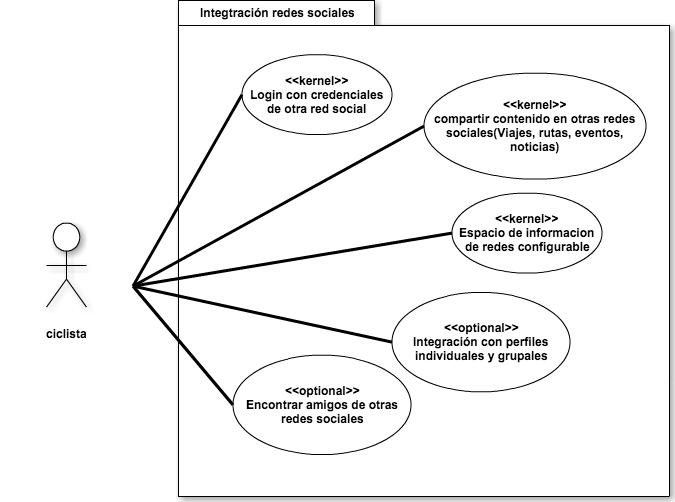 Integtración redes sociales
<<kernel>>
Login con credenciales
de otra red social
<<kernel>>
compartir contenido en otras redes
sociales(Viajes, rutas, eventos,
noticias)
<<kernel>>
Espacio de informacion
de redes configurable
<<optional>>
Integración con perfiles
individuales y grupales
<<optional>>
Encontrar amigos de otras
redes sociales
ciclista